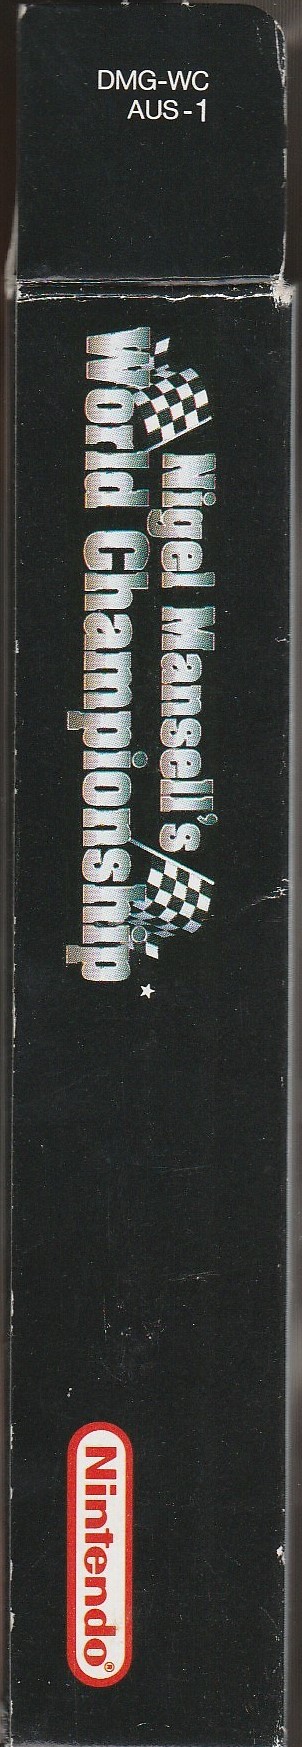 DMG-WC
AUS-1
Nigel Mansell's
World Championship
Nintendo®